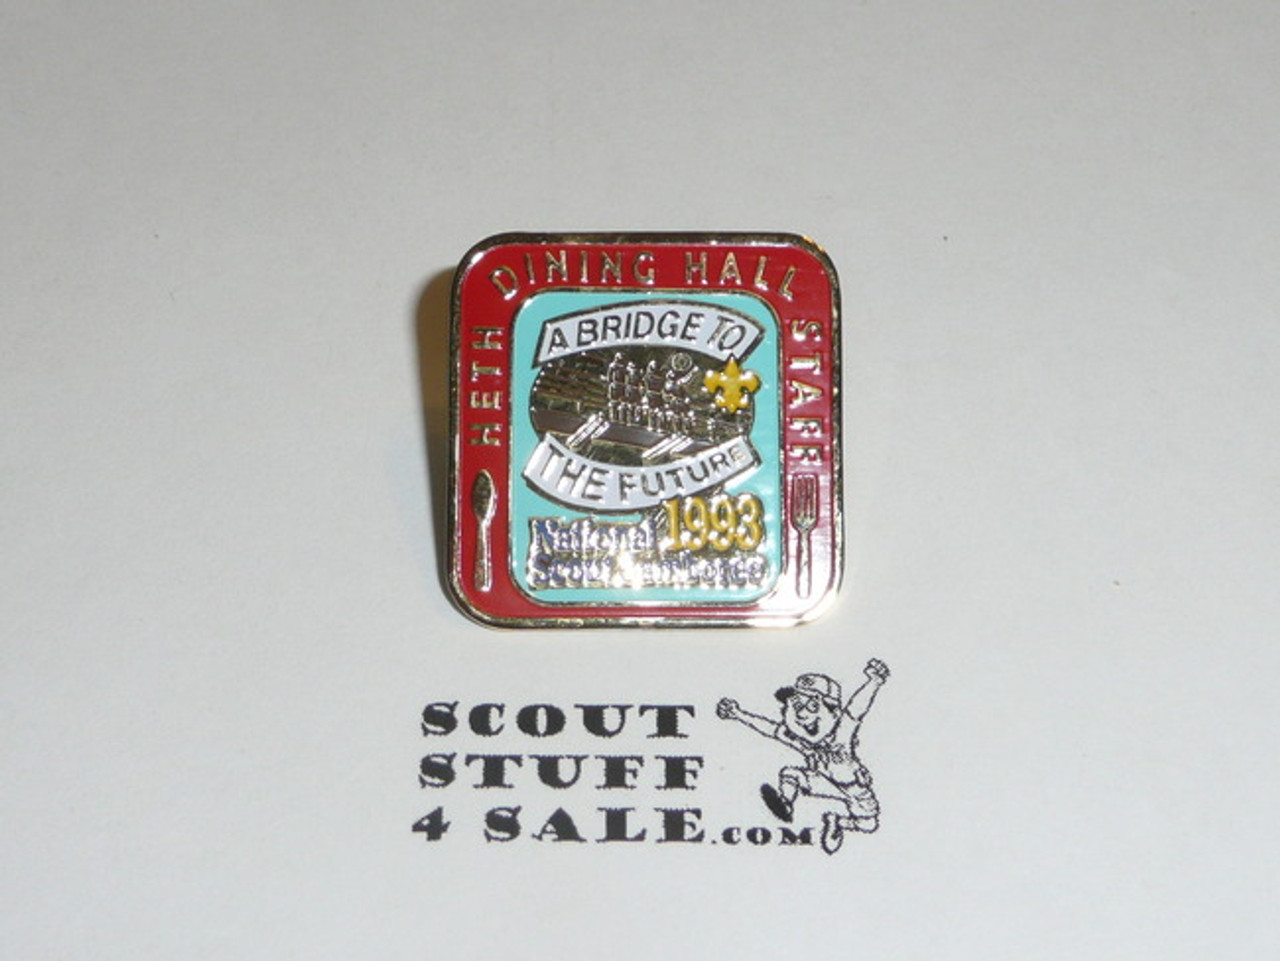 HETH DINING HALL STAFF
A BRIDGE TO
THE FUTURE
National 1993
Scout Jamboree
SCOUT
STUFF
4 SALE.COM